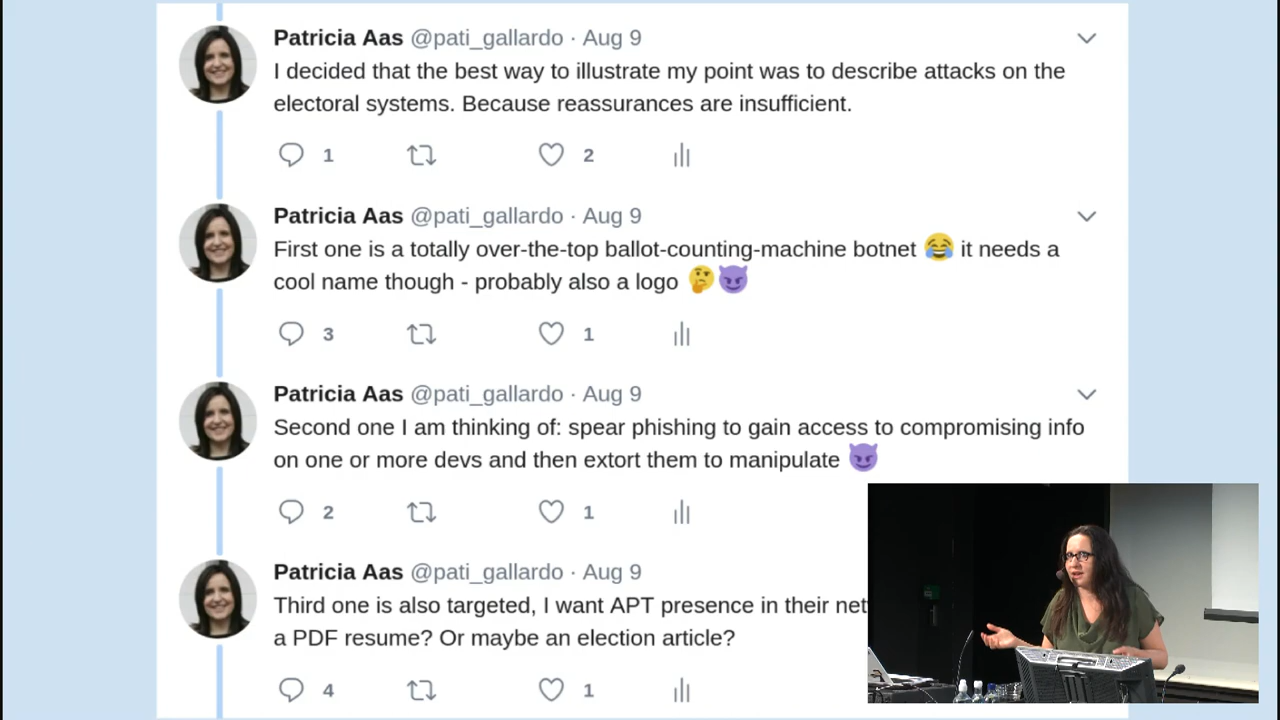 Patricia Aas @pati_gallardo · Aug 9
I decided that the best way to illustrate my point was to describe attacks on the
electoral systems. Because reassurances are insufficient.
1 2
Patricia Aas @pati_gallardo · Aug 9
First one is a totally over-the-top ballot-counting-machine botnet 😂 it needs a
cool name though - probably also a logo 🤔😈
3 1
Patricia Aas @pati_gallardo · Aug 9
Second one I am thinking of: spear phishing to gain access to compromising info
on one or more devs and then extort them to manipulate 😈
2 1
Patricia Aas @pati_gallardo · Aug 9
Third one is also targeted, I want APT presence in their net
a PDF resume? Or maybe an election article?
4 1